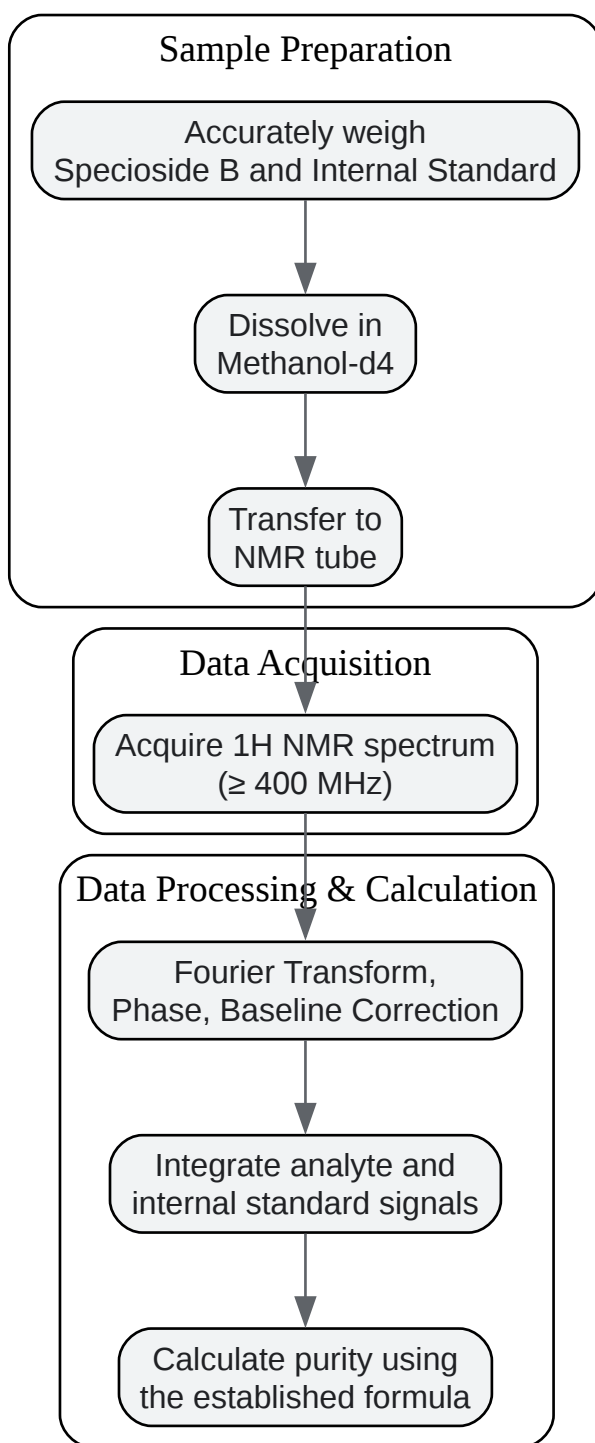 Sample Preparation
Accurately weigh
Specioside B and Internal Standard
Dissolve in
Methanol-d4
Transfer to
NMR tube
Data Acquisition
Acquire 1H NMR spectrum
(≥ 400 MHz)
Data Processing & Calculation
Fourier Transform,
Phase, Baseline Correction
Integrate analyte and
internal standard signals
Calculate purity using
the established formula